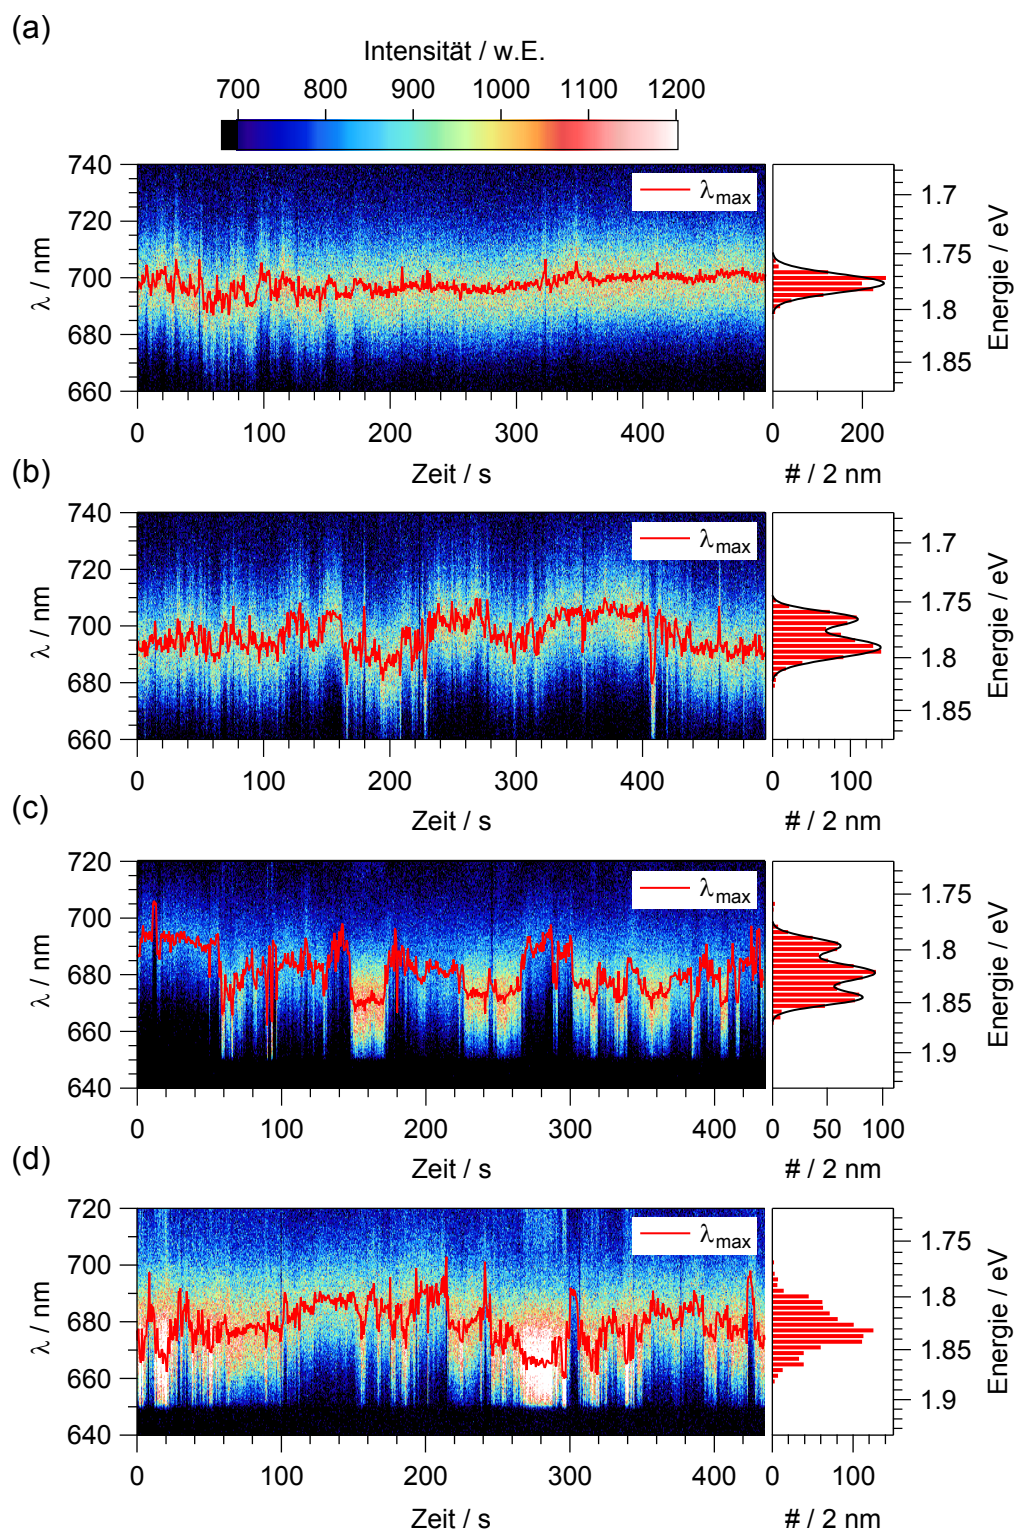 (a)
Intensität / w.E.
700 800 900 1000 1100 1200
740
720
700
680
660
λ / nm
λmax
0 100 200 300 400
Zeit / s
0 200
# / 2 nm
1.7
1.75
1.8
1.85
Energie / eV
(b)
740
720
700
680
660
λ / nm
λmax
0 100 200 300 400
Zeit / s
0 100
# / 2 nm
1.7
1.75
1.8
1.85
Energie / eV
(c)
720
700
680
660
640
λ / nm
λmax
0 100 200 300 400
Zeit / s
0 50 100
# / 2 nm
1.75
1.8
1.85
1.9
Energie / eV
(d)
720
700
680
660
640
λ / nm
λmax
0 100 200 300 400
Zeit / s
0 100
# / 2 nm
1.75
1.8
1.85
1.9
Energie / eV